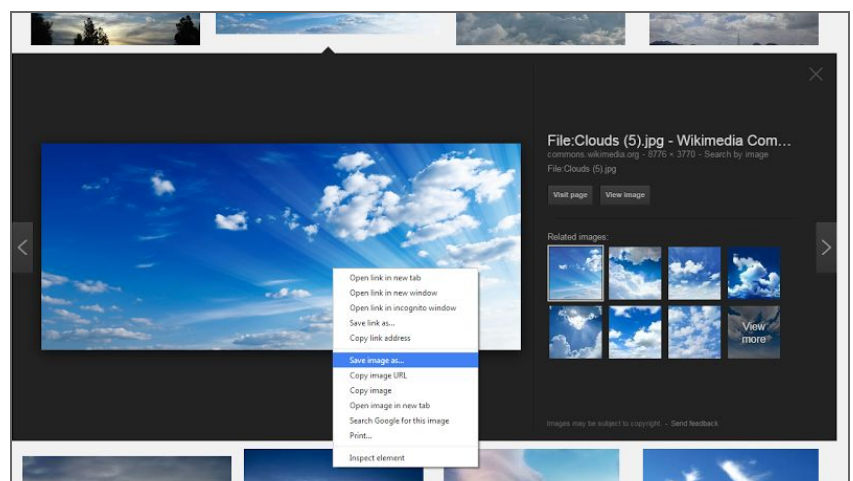 File:Clouds (5).jpg - Wikimedia Com...
commons.wikimedia.org - 8776 × 3770 - Search by image
File:Clouds (5).jpg
Visit page
View image
Related images:
View
more
Images may be subject to copyright. - Send feedback
Open link in new tab
Open link in new window
Open link in incognito window
Save link as...
Copy link address
Save image as...
Copy image URL
Copy image
Open image in new tab
Search Google for this image
Print...
Inspect element